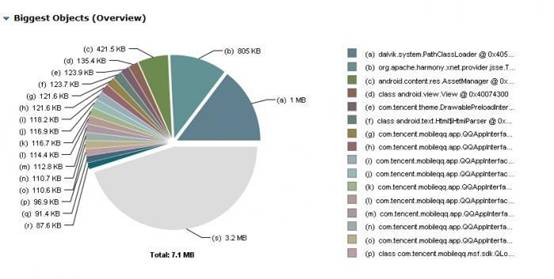 Biggest Objects (Overview)
(c) 421.5 KB
(d) 135.4 KB
(e) 123.9 KB
(f) 123.7 KB
(g) 121.6 KB
(h) 121.6 KB
(i) 118.2 KB
(j) 116.9 KB
(k) 116.7 KB
(l) 114.4 KB
(m) 112.8 KB
(n) 110.7 KB
(o) 110.6 KB
(p) 96.9 KB
(q) 91.4 KB
(r) 87.6 KB
(b) 805 KB
(a) 1 MB
(s) 3.2 MB
Total: 7.1 MB
(a) dalvik.system.PathClassLoader @ 0x405...
(b) org.apache.harmony.xnet.provider.jsse.T...
(c) android.content.res.AssetManager @ 0x...
(d) class android.view.View @ 0x40074300
(e) com.tencent.theme.DrawablePreloadInter...
(f) class android.text.Html$HtmlParser @ 0x...
(g) com.tencent.mobileqq.app.QQAppInterfa...
(h) com.tencent.mobileqq.app.QQAppInterfa...
(i) com.tencent.mobileqq.app.QQAppInterfac...
(j) com.tencent.mobileqq.app.QQAppInterfac...
(k) com.tencent.mobileqq.app.QQAppInterfa...
(l) com.tencent.mobileqq.app.QQAppInterfac...
(m) com.tencent.mobileqq.app.QQAppInterfa...
(n) com.tencent.mobileqq.app.QQAppInterfa...
(o) com.tencent.mobileqq.app.QQAppInterfa...
(p) class com.tencent.mobileqq.msf.sdk.QLo...